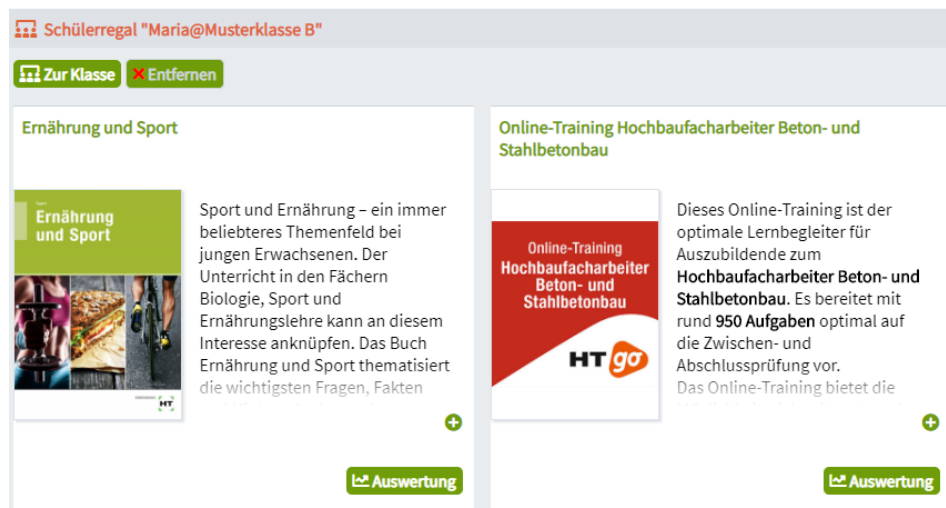 Schülerregal "Maria@Musterklasse B"
Zur Klasse
Entfernen
Ernährung und Sport
Ernährung
und Sport
HT
Sport und Ernährung – ein immer
beliebteres Themenfeld bei
jungen Erwachsenen. Der
Unterricht in den Fächern
Biologie, Sport und
Ernährungslehre kann an diesem
Interesse anknüpfen. Das Buch
Ernährung und Sport thematisiert
die wichtigsten Fragen, Fakten
Auswertung
Online-Training Hochbaufacharbeiter Beton- und
Stahlbetonbau
Online-Training
Hochbaufacharbeiter
Beton- und
Stahlbetonbau
HT go
Dieses Online-Training ist der
optimale Lernbegleiter für
Auszubildende zum
Hochbaufacharbeiter Beton- und
Stahlbetonbau. Es bereitet mit
rund 950 Aufgaben optimal auf
die Zwischen- und
Abschlussprüfung vor.
Das Online-Training bietet die
Auswertung